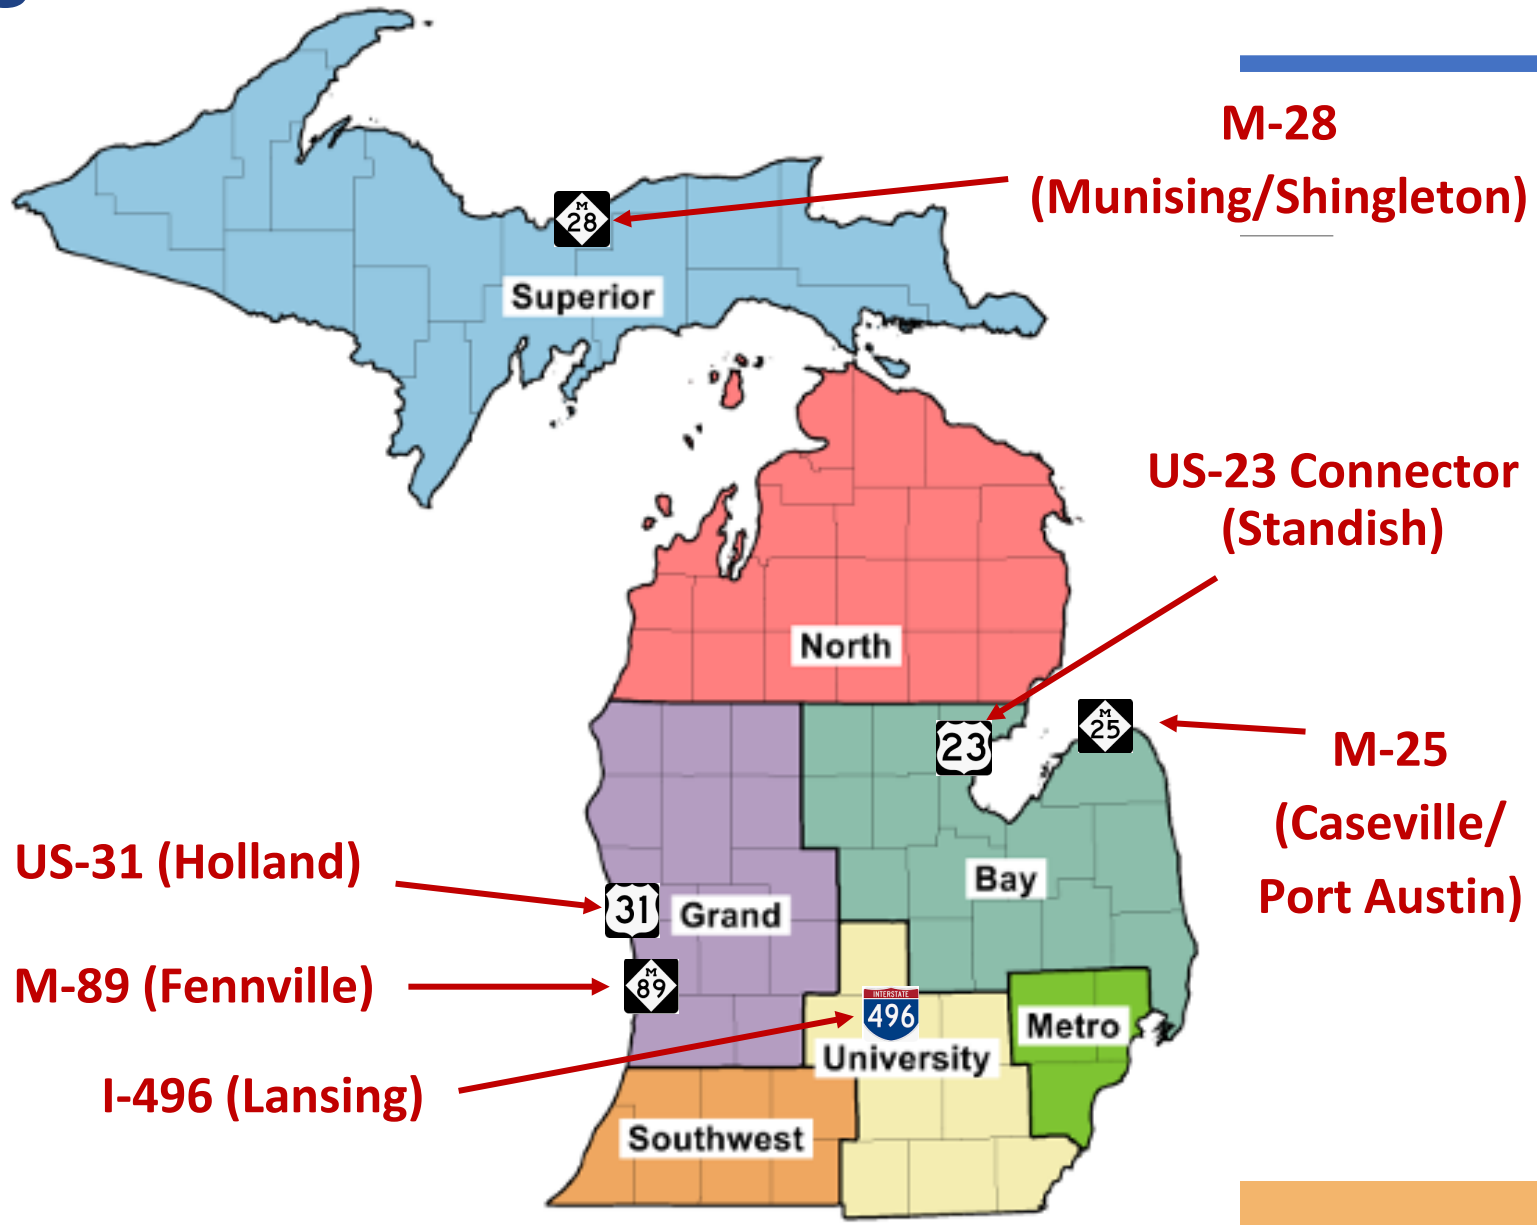 M-28
(Munising/Shingleton)
M
28
Superior
US-23 Connector
(Standish)
North
23
M
25
M-25
(Caseville/
Port Austin)
US-31 (Holland)
31
Grand
Bay
M-89 (Fennville)
M
89
INTERSTATE
496
Metro
University
I-496 (Lansing)
Southwest